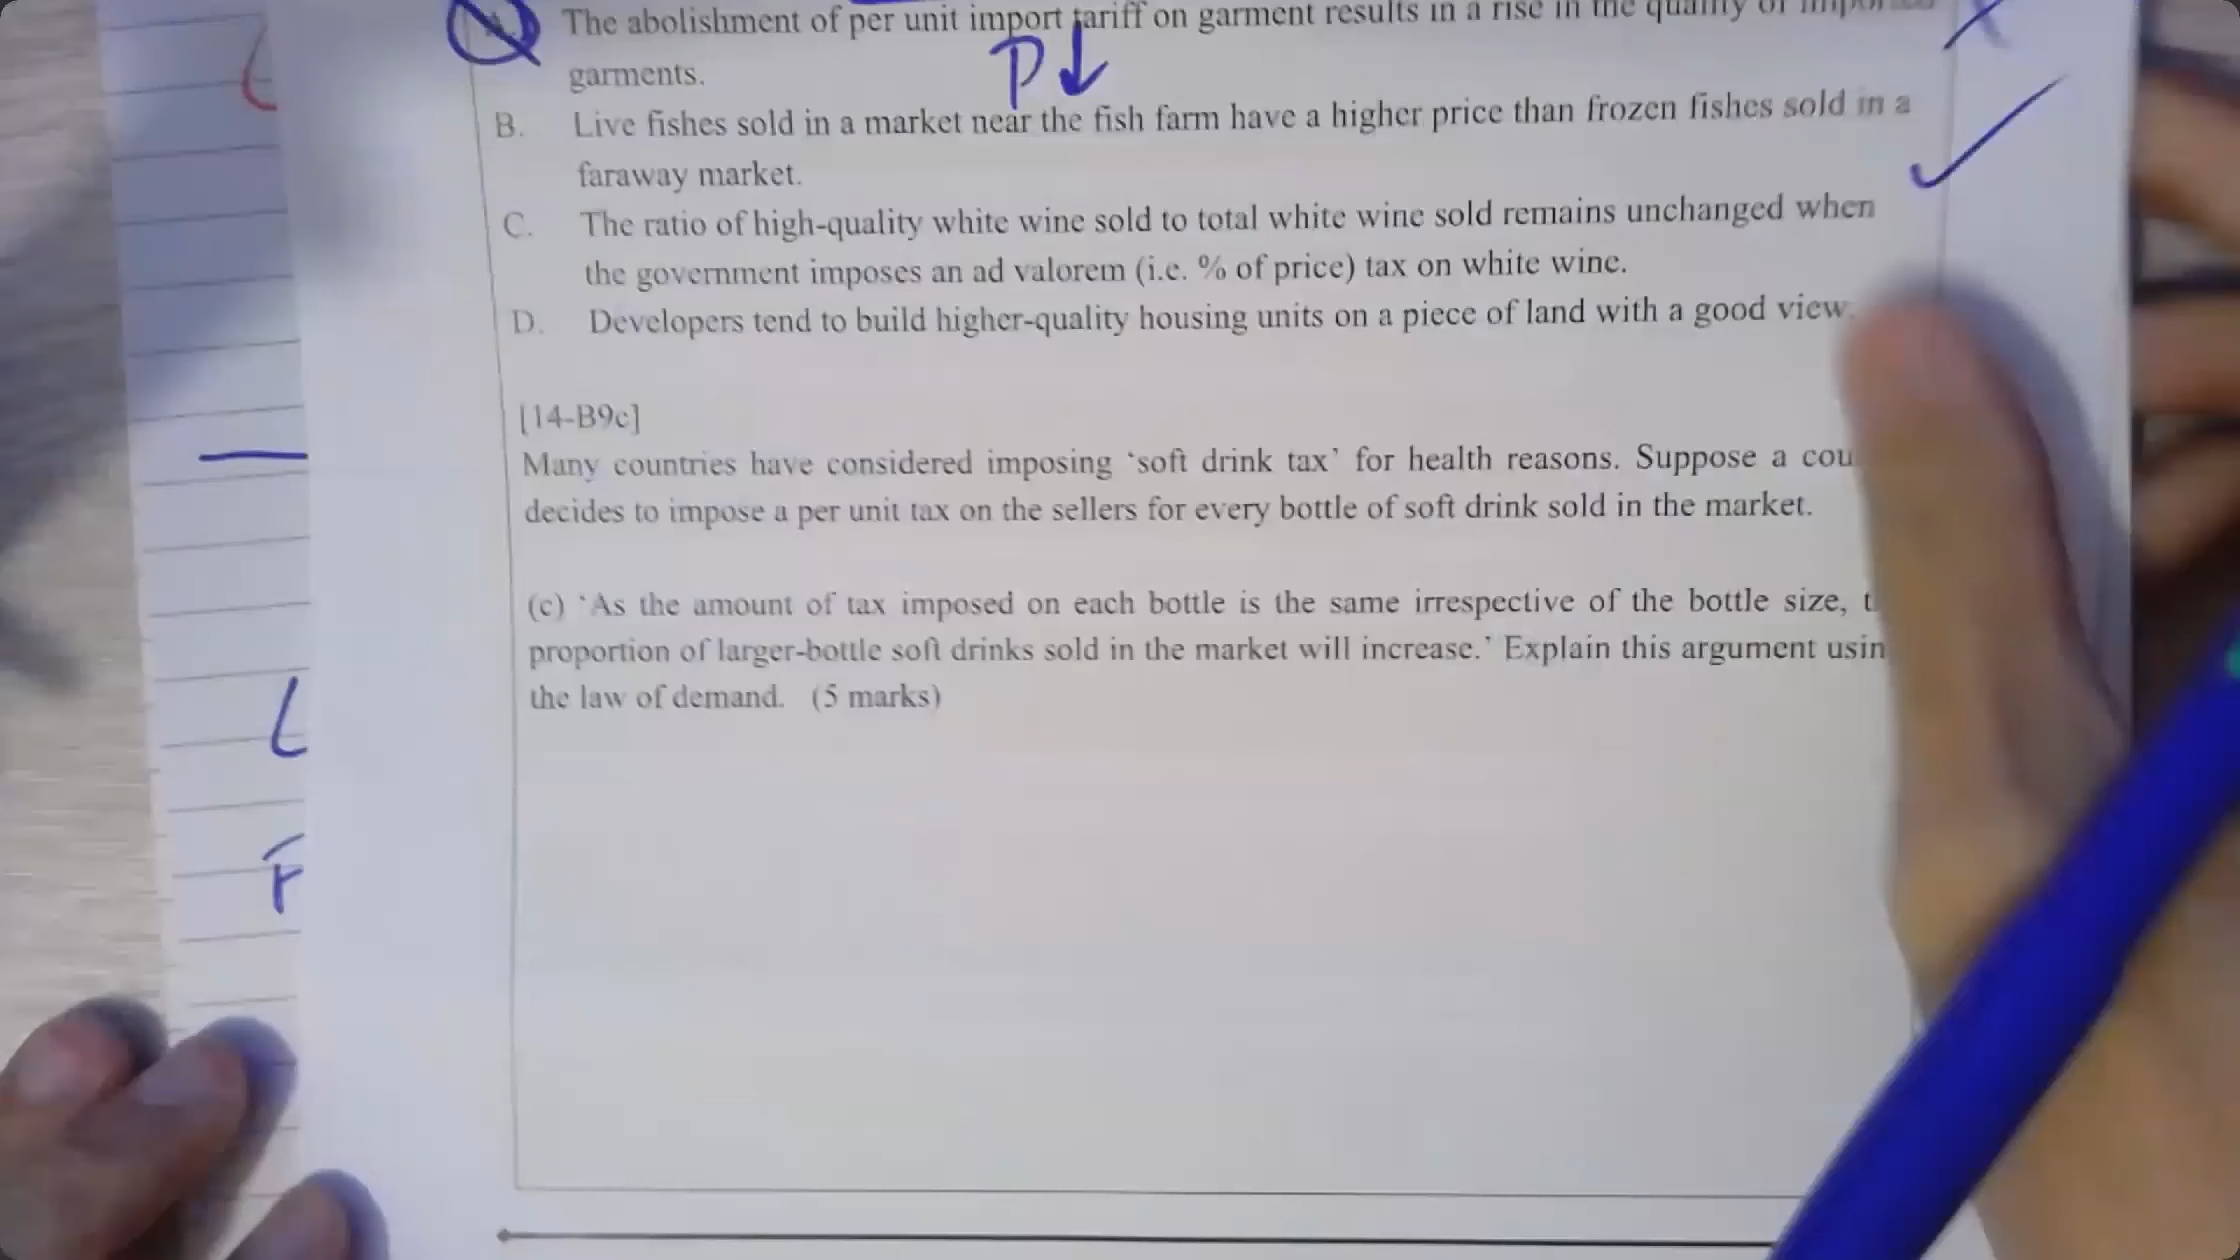 The abolishment of per unit import tariff on garment results in a rise in the quality of
garments.
P↓
B. Live fishes sold in a market near the fish farm have a higher price than frozen fishes sold in a
faraway market.
C. The ratio of high-quality white wine sold to total white wine sold remains unchanged when
the government imposes an ad valorem (i.e. % of price) tax on white wine.
D. Developers tend to build higher-quality housing units on a piece of land with a good view.
[14-B9c]
Many countries have considered imposing ‘soft drink tax’ for health reasons. Suppose a cou
decides to impose a per unit tax on the sellers for every bottle of soft drink sold in the market.
(c) ‘As the amount of tax imposed on each bottle is the same irrespective of the bottle size, t
proportion of larger-bottle soft drinks sold in the market will increase.’ Explain this argument usin
the law of demand. (5 marks)